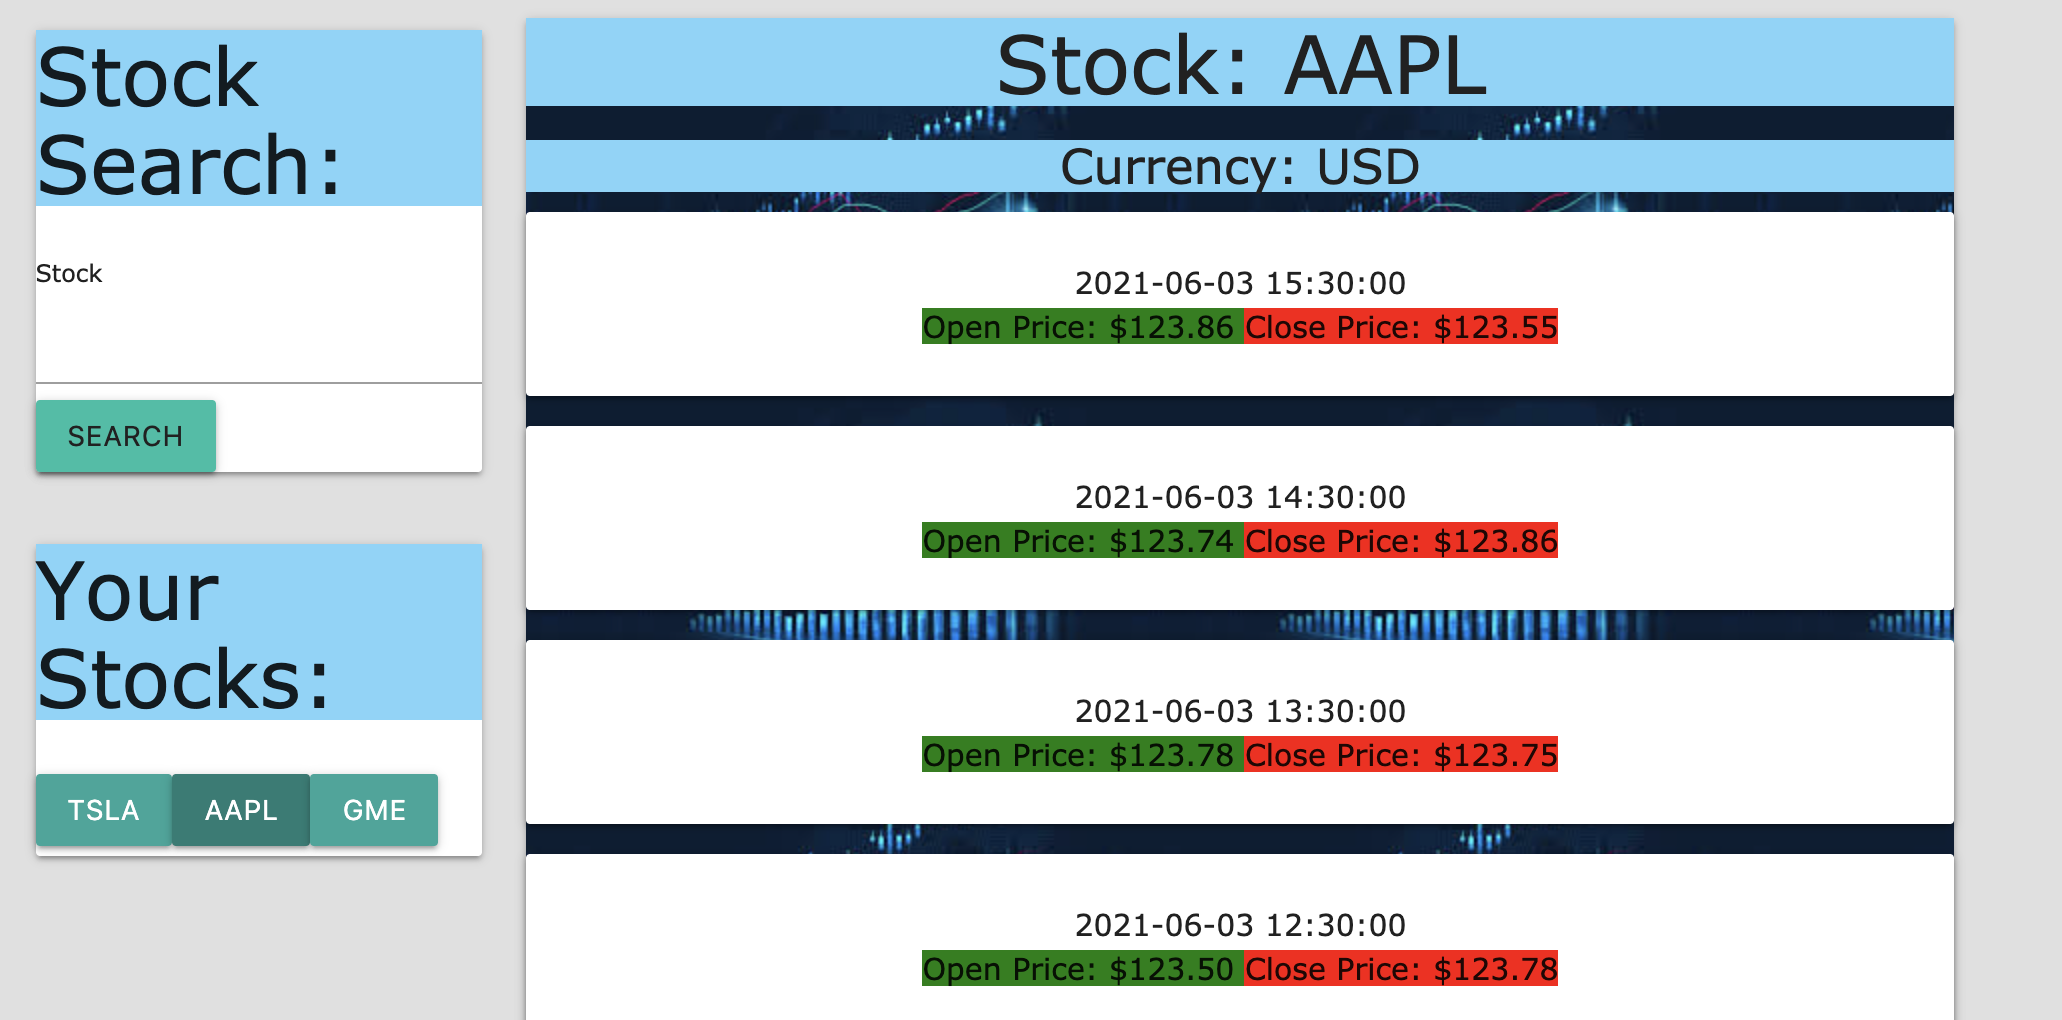 Stock
Search:
Stock
SEARCH
Your
Stocks:
TSLA AAPL GME
Stock: AAPL
Currency: USD
2021-06-03 15:30:00
Open Price: $123.86 Close Price: $123.55
2021-06-03 14:30:00
Open Price: $123.74 Close Price: $123.86
2021-06-03 13:30:00
Open Price: $123.78 Close Price: $123.75
2021-06-03 12:30:00
Open Price: $123.50 Close Price: $123.78